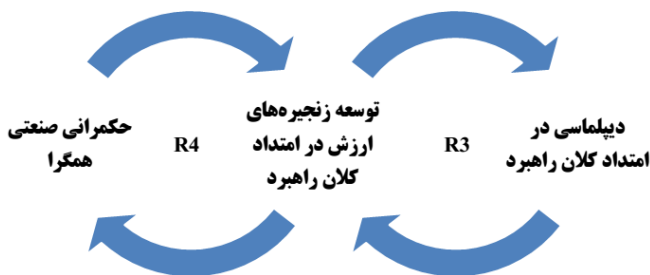 دیپلماسی در
امتداد کلان راهبرد
R3
توسعه زنجیره‌های
ارزش در امتداد
کلان راهبرد
R4
حکمرانی صنعتی
همگرا